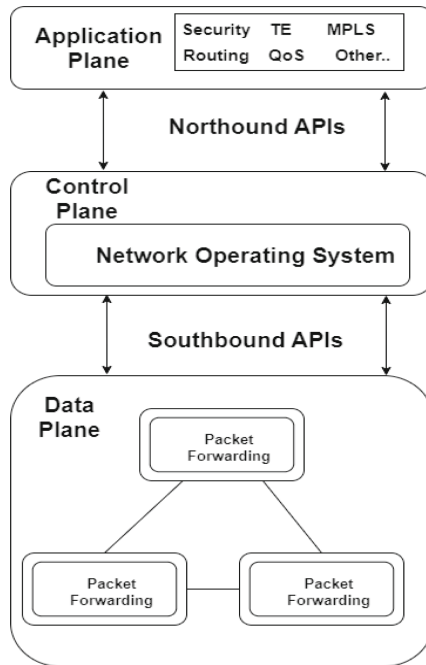 Application
Plane
Security TE MPLS
Routing QoS Other..
Northound APIs
Control
Plane
Network Operating System
Southbound APIs
Data
Plane
Packet
Forwarding
Packet
Forwarding
Packet
Forwarding